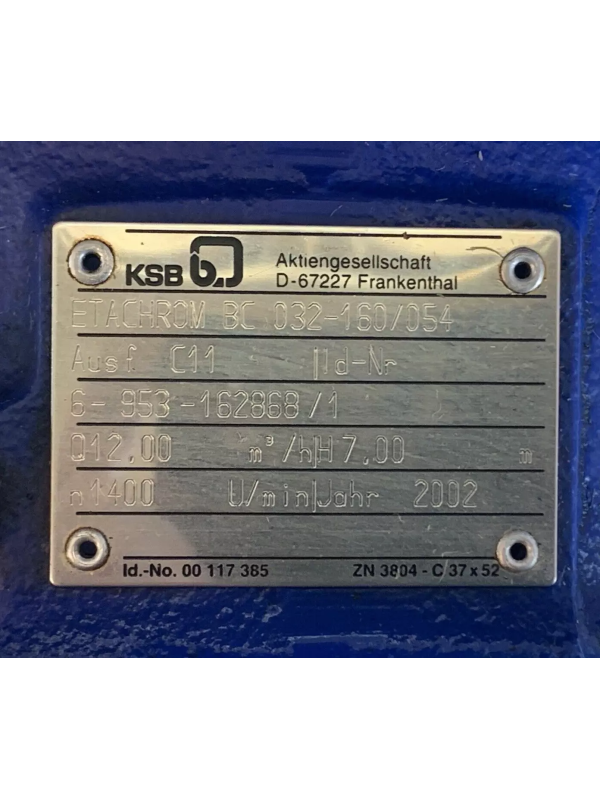 KSB
Aktiengesellschaft
D-67227 Frankenthal
ETACHROM BC 032-160/054
Ausf. C11 Id-Nr
6-953-162868/1
Q12,00 m³/h H7,00 m
n1400 U/min Jahr 2002
Id.-No. 00 117 385 ZN 3804 - C 37 x 52